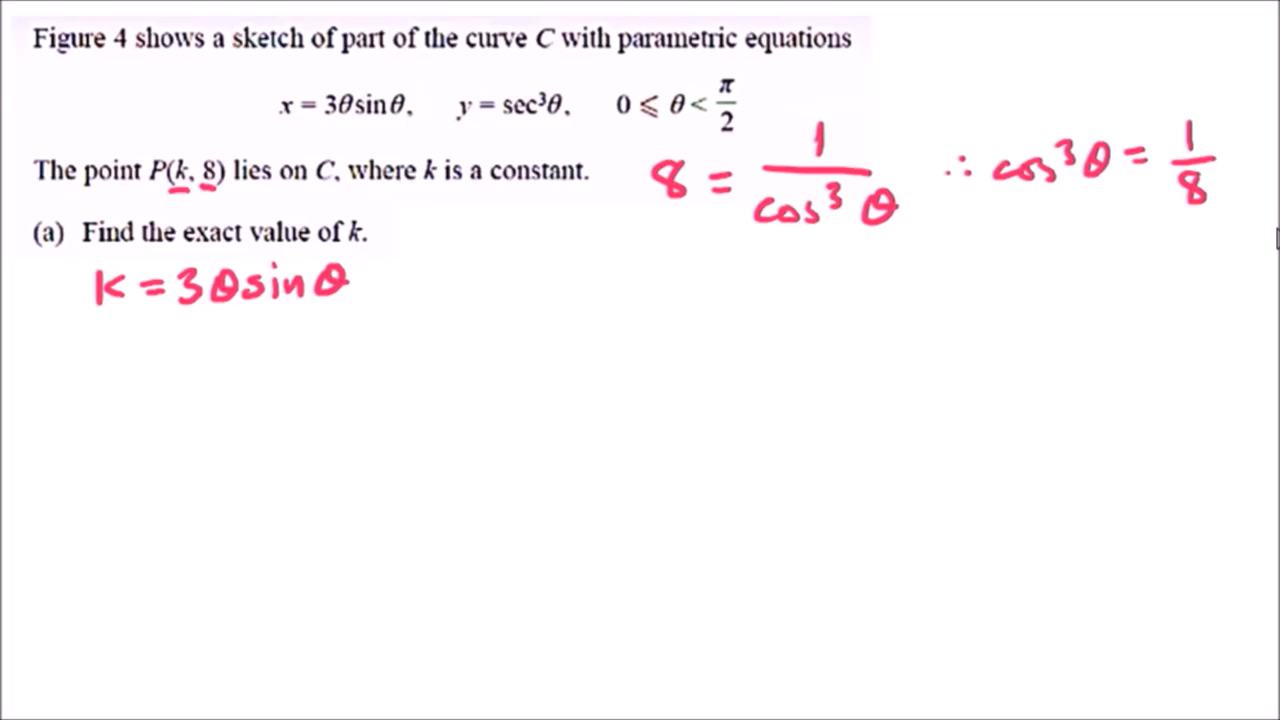 Figure 4 shows a sketch of part of the curve C with parametric equations
x = 3θsinθ, y = sec³θ, 0 ⩽ θ < π/2
The point P(k, 8) lies on C, where k is a constant.
8 = 1/cos³θ ∴ cos³θ = 1/8
(a) Find the exact value of k.
k = 3θsinθ